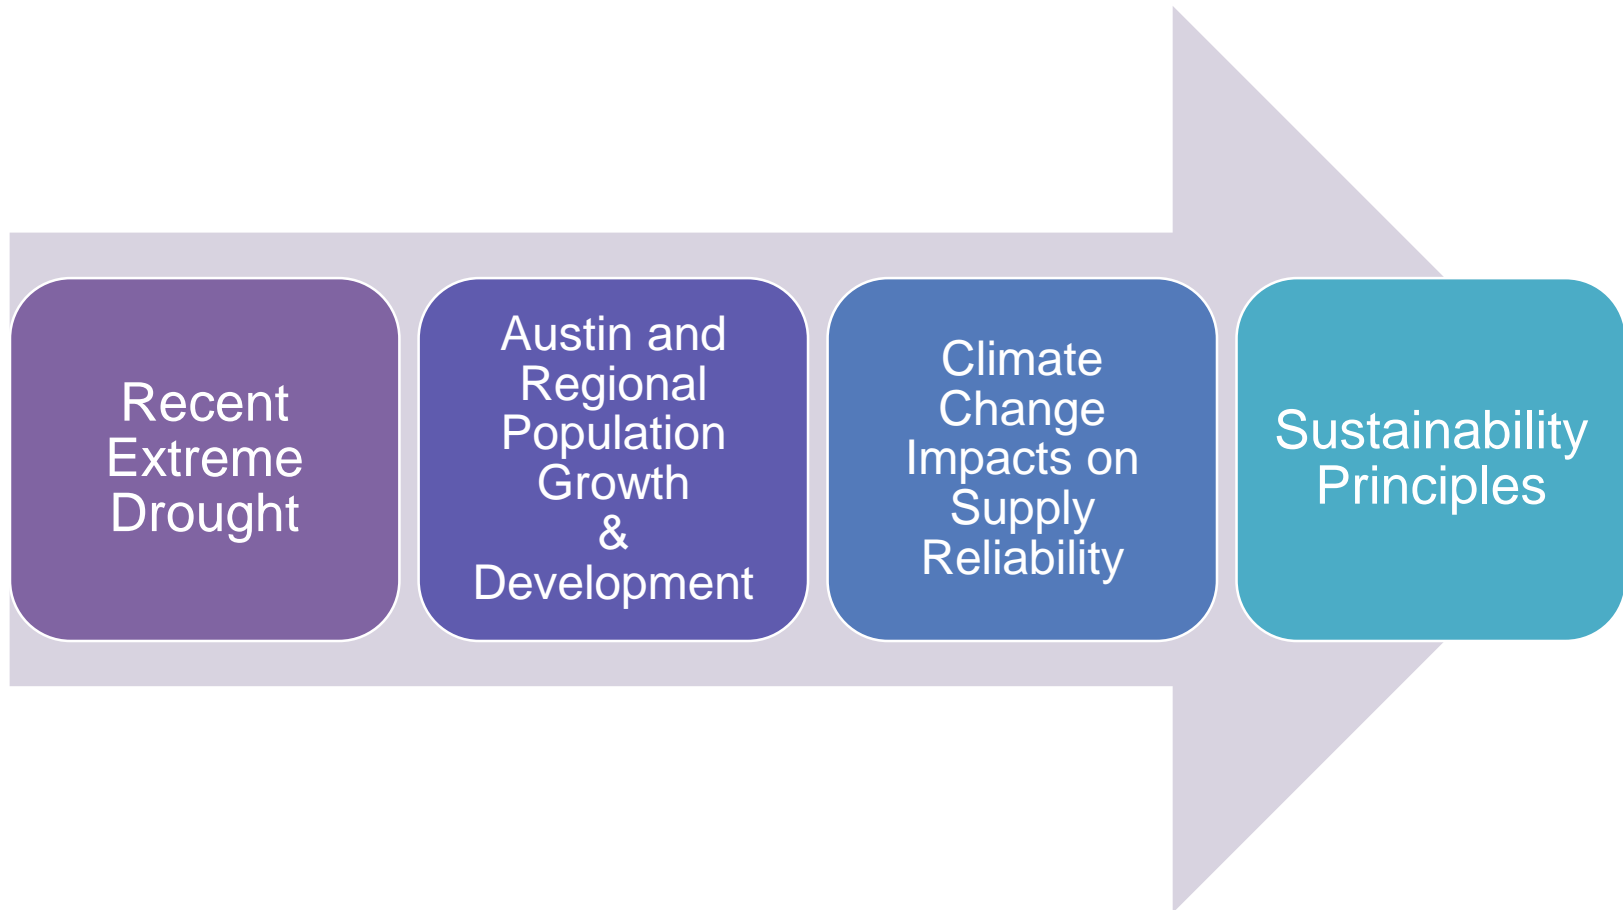 Recent
Extreme
Drought
Austin and
Regional
Population
Growth
&
Development
Climate
Change
Impacts on
Supply
Reliability
Sustainability
Principles